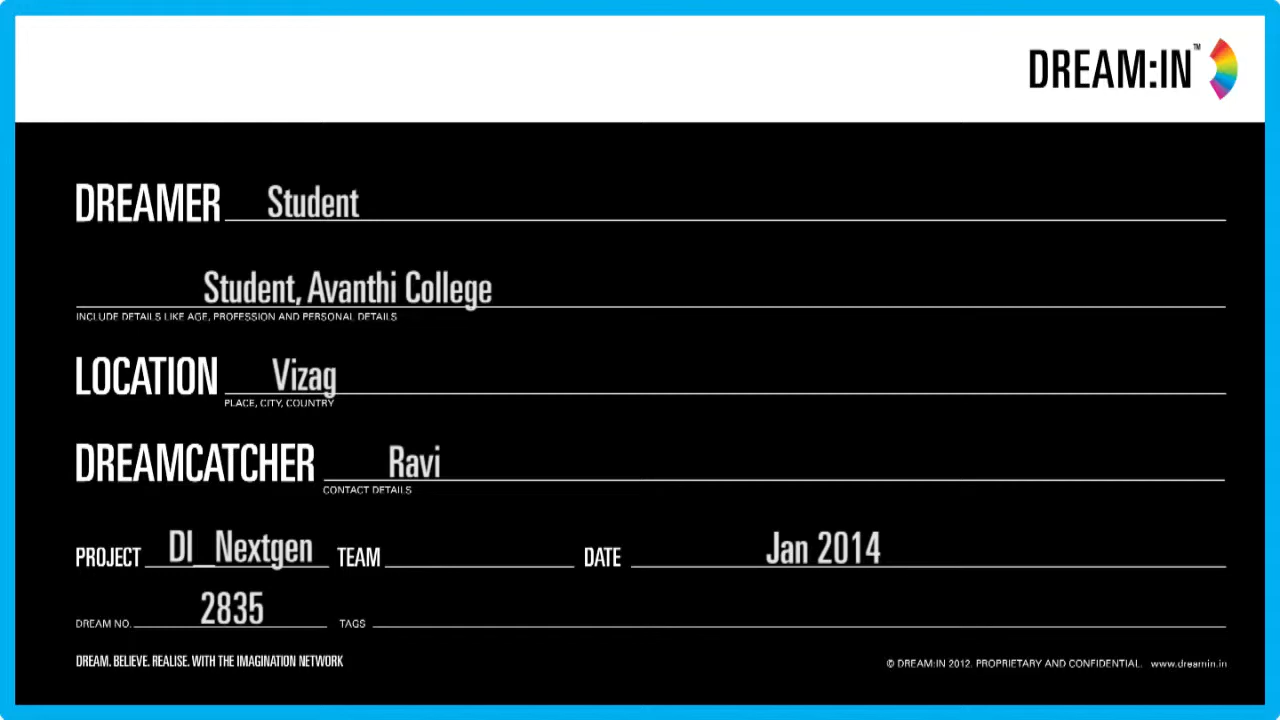 DREAM:IN™
DREAMER Student
Student, Avanthi College
INCLUDE DETAILS LIKE AGE, PROFESSION AND PERSONAL DETAILS
LOCATION Vizag
PLACE, CITY, COUNTRY
DREAMCATCHER Ravi
CONTACT DETAILS
PROJECT DI_Nextgen TEAM DATE Jan 2014
DREAM NO. 2835 TAGS
DREAM. BELIEVE. REALISE. WITH THE IMAGINATION NETWORK © DREAM:IN 2012. PROPRIETARY AND CONFIDENTIAL. www.dreamin.in